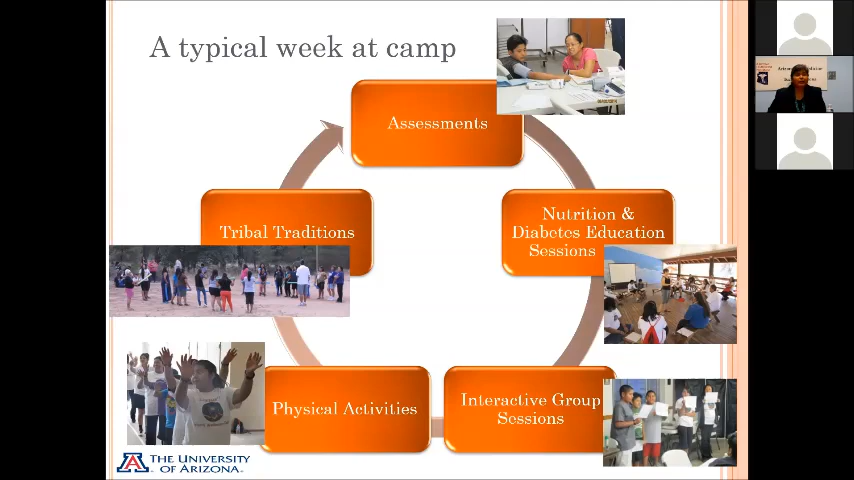 A typical week at camp
Assessments
Nutrition &
Diabetes Education
Sessions
Interactive Group
Sessions
Physical Activities
Tribal Traditions
THE UNIVERSITY
OF ARIZONA